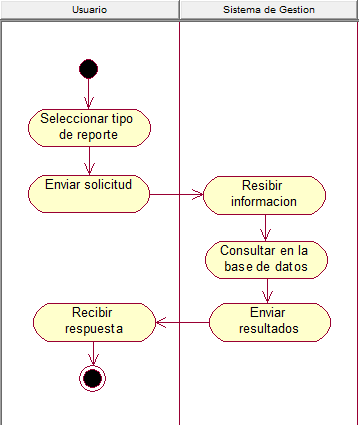 Usuario
Sistema de Gestion
Seleccionar tipo
de reporte
Enviar solicitud
Resibir
informacion
Consultar en la
base de datos
Enviar
resultados
Recibir
respuesta